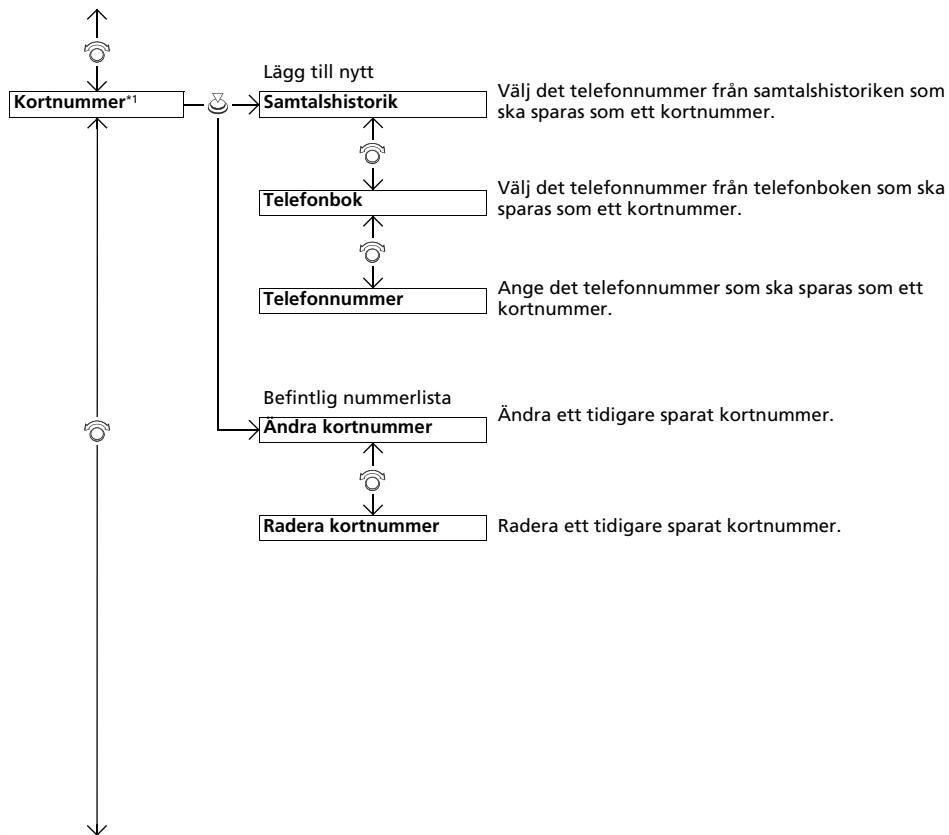 Lägg till nytt
Kortnummer*1
Samtalshistorik
Välj det telefonnummer från samtalshistoriken som
ska sparas som ett kortnummer.
Telefonbok
Välj det telefonnummer från telefonboken som ska
sparas som ett kortnummer.
Telefonnummer
Ange det telefonnummer som ska sparas som ett
kortnummer.
Befintlig nummerlista
Ändra kortnummer
Ändra ett tidigare sparat kortnummer.
Radera kortnummer
Radera ett tidigare sparat kortnummer.